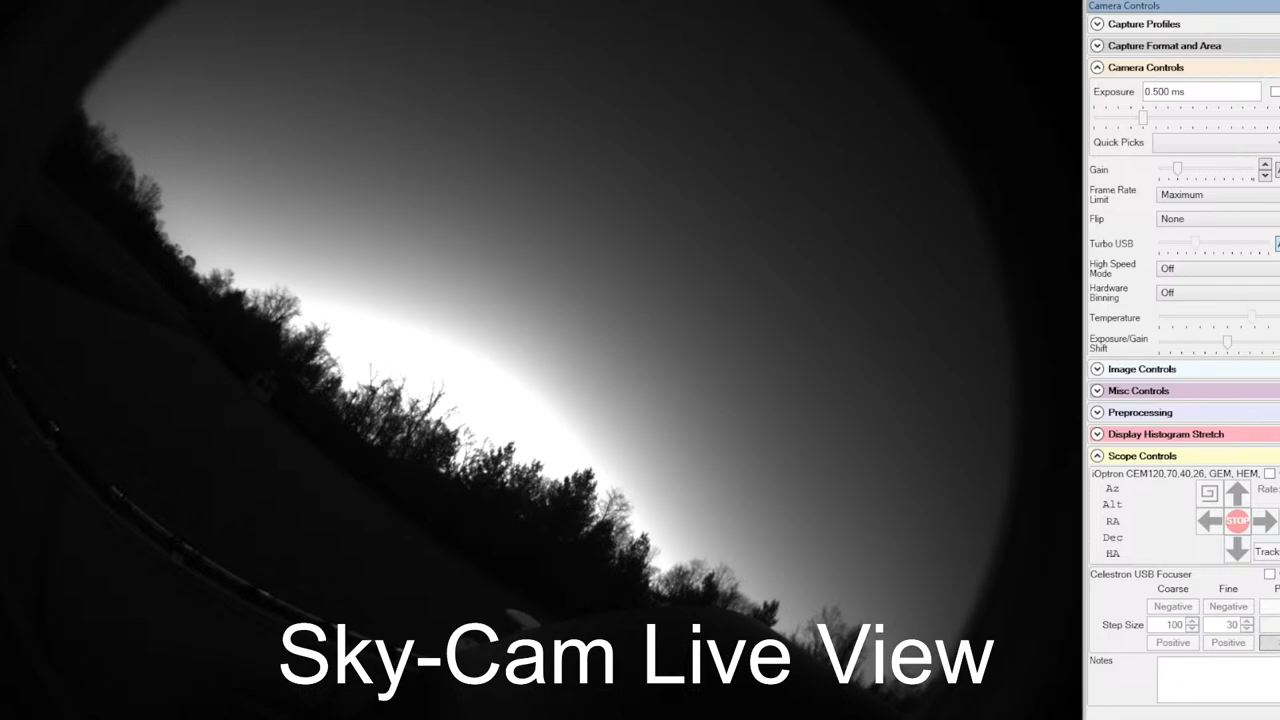 Camera Controls
Capture Profiles
Capture Format and Area
Camera Controls
Exposure 0.500 ms
Quick Picks
Gain
Frame Rate Limit Maximum
Flip None
Turbo USB
High Speed Mode Off
Hardware Binning Off
Temperature
Exposure/Gain Shift
Image Controls
Misc Controls
Preprocessing
Display Histogram Stretch
Scope Controls
iOptron CEM120,70,40,26, GEM, HEM,
Az
Rate:
Alt
RA STOP
Dec
HA Track
Celestron USB Focuser
Coarse Fine
Negative Negative
Step Size 100 30
Positive Positive
Notes
Sky-Cam Live View